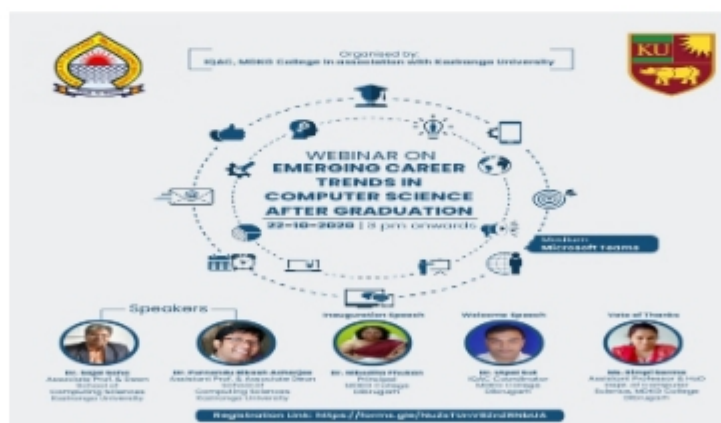 Organised by:
IQAC, MDKG College in association with Kaziranga University
KU
WEBINAR ON
EMERGING CAREER
TRENDS IN
COMPUTER SCIENCE
AFTER GRADUATION
22-10-2020 | 3 pm onwards
Medium:
Microsoft Teams
Speakers
Inauguration Speech
Welcome Speech
Vote of Thanks
Associate Prof. & Dean
School of
Computing Sciences
Kaziranga University
Assistant Prof. & Associate Dean
School of
Computing Sciences
Kaziranga University
Principal
MDKG College
Dibrugarh
IQAC Coordinator
MDKG College
Dibrugarh
Assistant Professor & HoD
Dept. of Computer
Science, MDKG College
Dibrugarh
Registration Link: